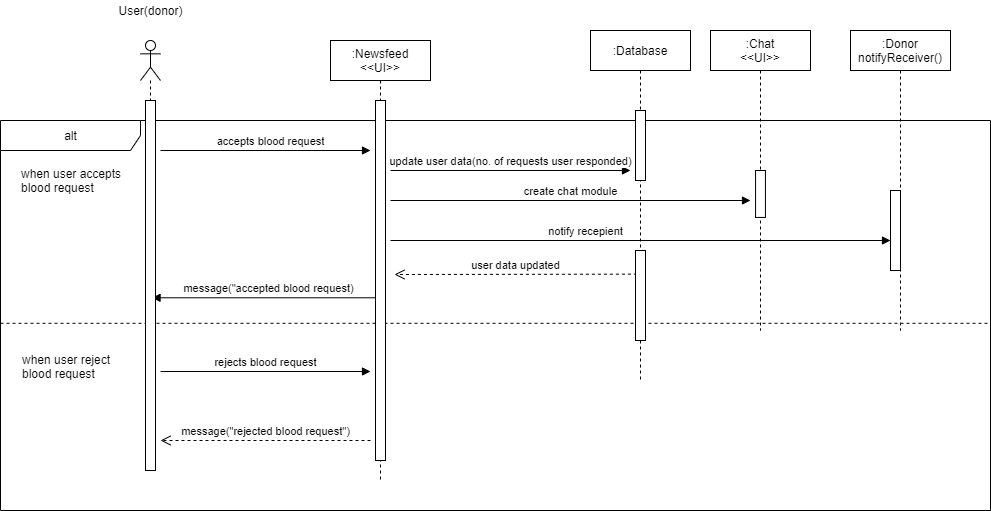 User(donor)
:Newsfeed
<<UI>>
:Database
:Chat
<<UI>>
:Donor
notifyReceiver()
alt
accepts blood request
when user accepts
blood request
update user data(no. of requests user responded)
create chat module
notify recepient
user data updated
message("accepted blood request)
when user reject
blood request
rejects blood request
message("rejected blood request")